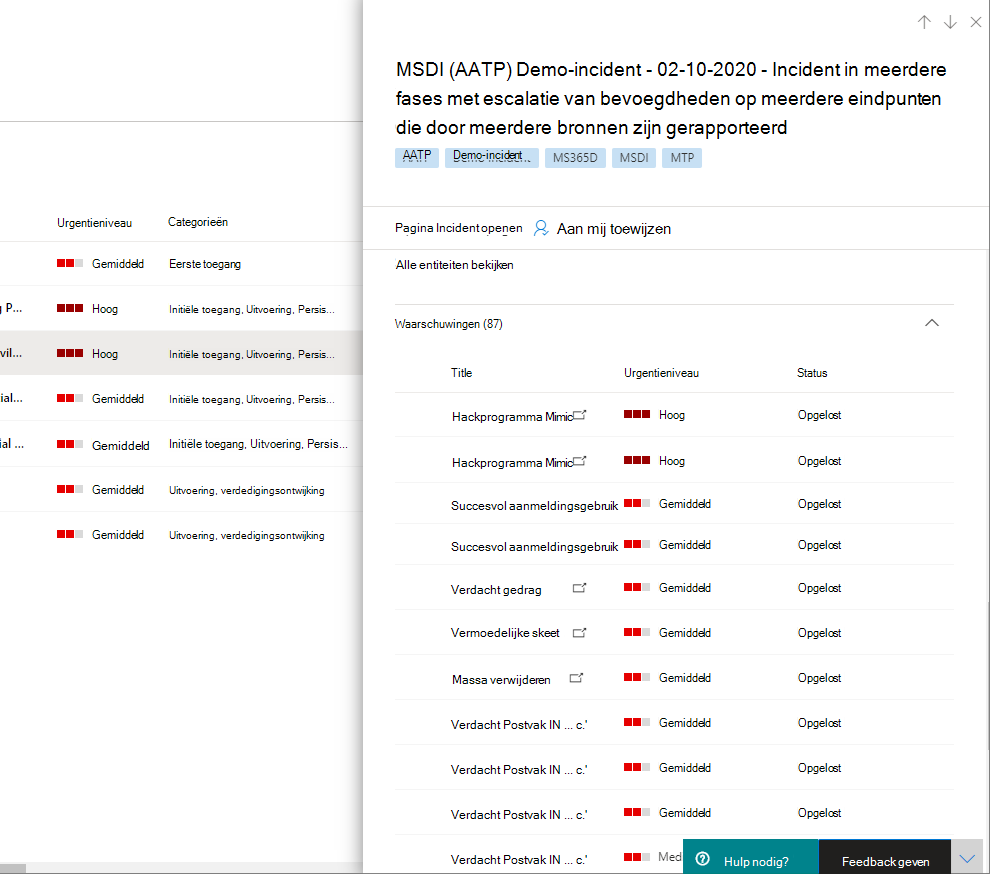 MSDI (AATP) Demo-incident - 02-10-2020 - Incident in meerdere
fases met escalatie van bevoegdheden op meerdere eindpunten
die door meerdere bronnen zijn gerapporteerd
AATP Demo-incident MS365D MSDI MTP
Pagina Incident openen Aan mij toewijzen
Alle entiteiten bekijken
Waarschuwingen (87)
Title Urgentieniveau Status
Hackprogramma Mimic Hoog Opgelost
Hackprogramma Mimic Hoog Opgelost
Succesvol aanmeldingsgebruik Gemiddeld Opgelost
Succesvol aanmeldingsgebruik Gemiddeld Opgelost
Verdacht gedrag Gemiddeld Opgelost
Vermoedelijke skeet Gemiddeld Opgelost
Massa verwijderen Gemiddeld Opgelost
Verdacht Postvak IN ... c.' Gemiddeld Opgelost
Verdacht Postvak IN ... c.' Gemiddeld Opgelost
Verdacht Postvak IN ... c.' Gemiddeld Opgelost
Verdacht Postvak IN ... c.' Med
Hulp nodig? Feedback geven
Urgentieniveau Categorieën
Gemiddeld Eerste toegang
g P... Hoog Initiële toegang, Uitvoering, Persis...
vil... Hoog Initiële toegang, Uitvoering, Persis...
ial... Gemiddeld Initiële toegang, Uitvoering, Persis...
ial ... Gemiddeld Initiële toegang, Uitvoering, Persis...
Gemiddeld Uitvoering, verdedigingsontwijking
Gemiddeld Uitvoering, verdedigingsontwijking